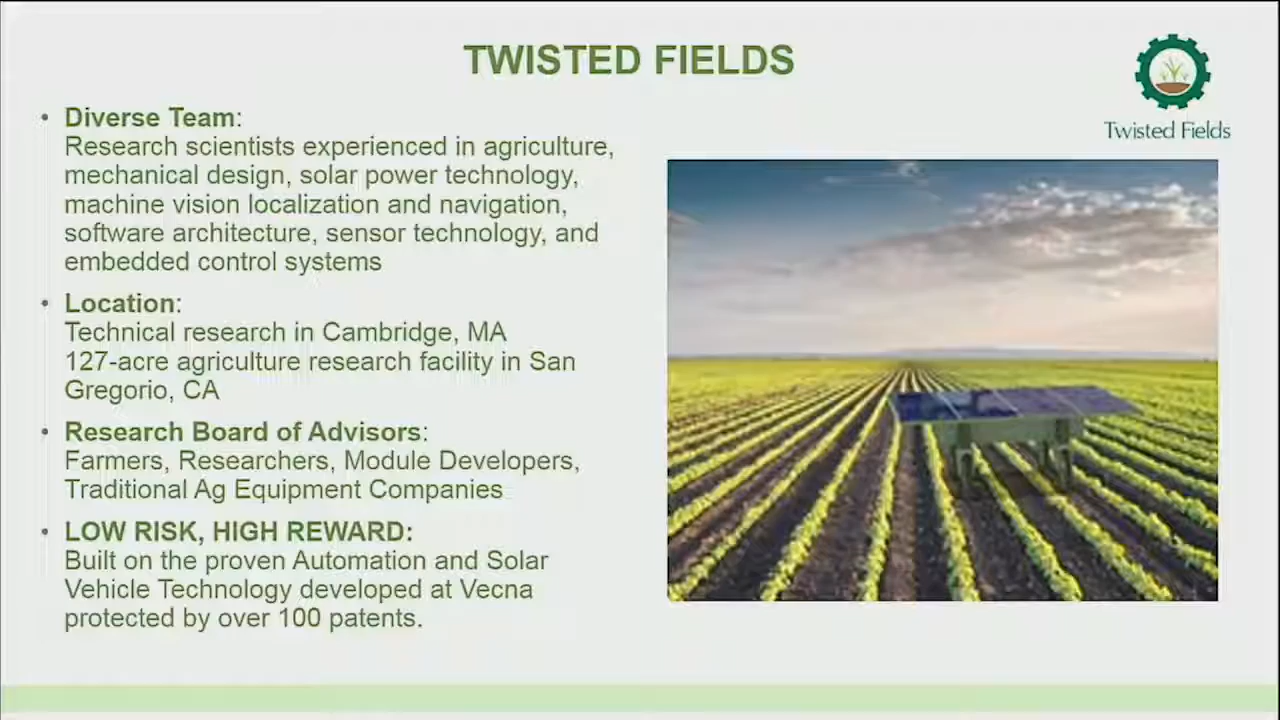 TWISTED FIELDS
Twisted Fields
• Diverse Team:
Research scientists experienced in agriculture,
mechanical design, solar power technology,
machine vision localization and navigation,
software architecture, sensor technology, and
embedded control systems
• Location:
Technical research in Cambridge, MA
127-acre agriculture research facility in San
Gregorio, CA
• Research Board of Advisors:
Farmers, Researchers, Module Developers,
Traditional Ag Equipment Companies
• LOW RISK, HIGH REWARD:
Built on the proven Automation and Solar
Vehicle Technology developed at Vecna
protected by over 100 patents.